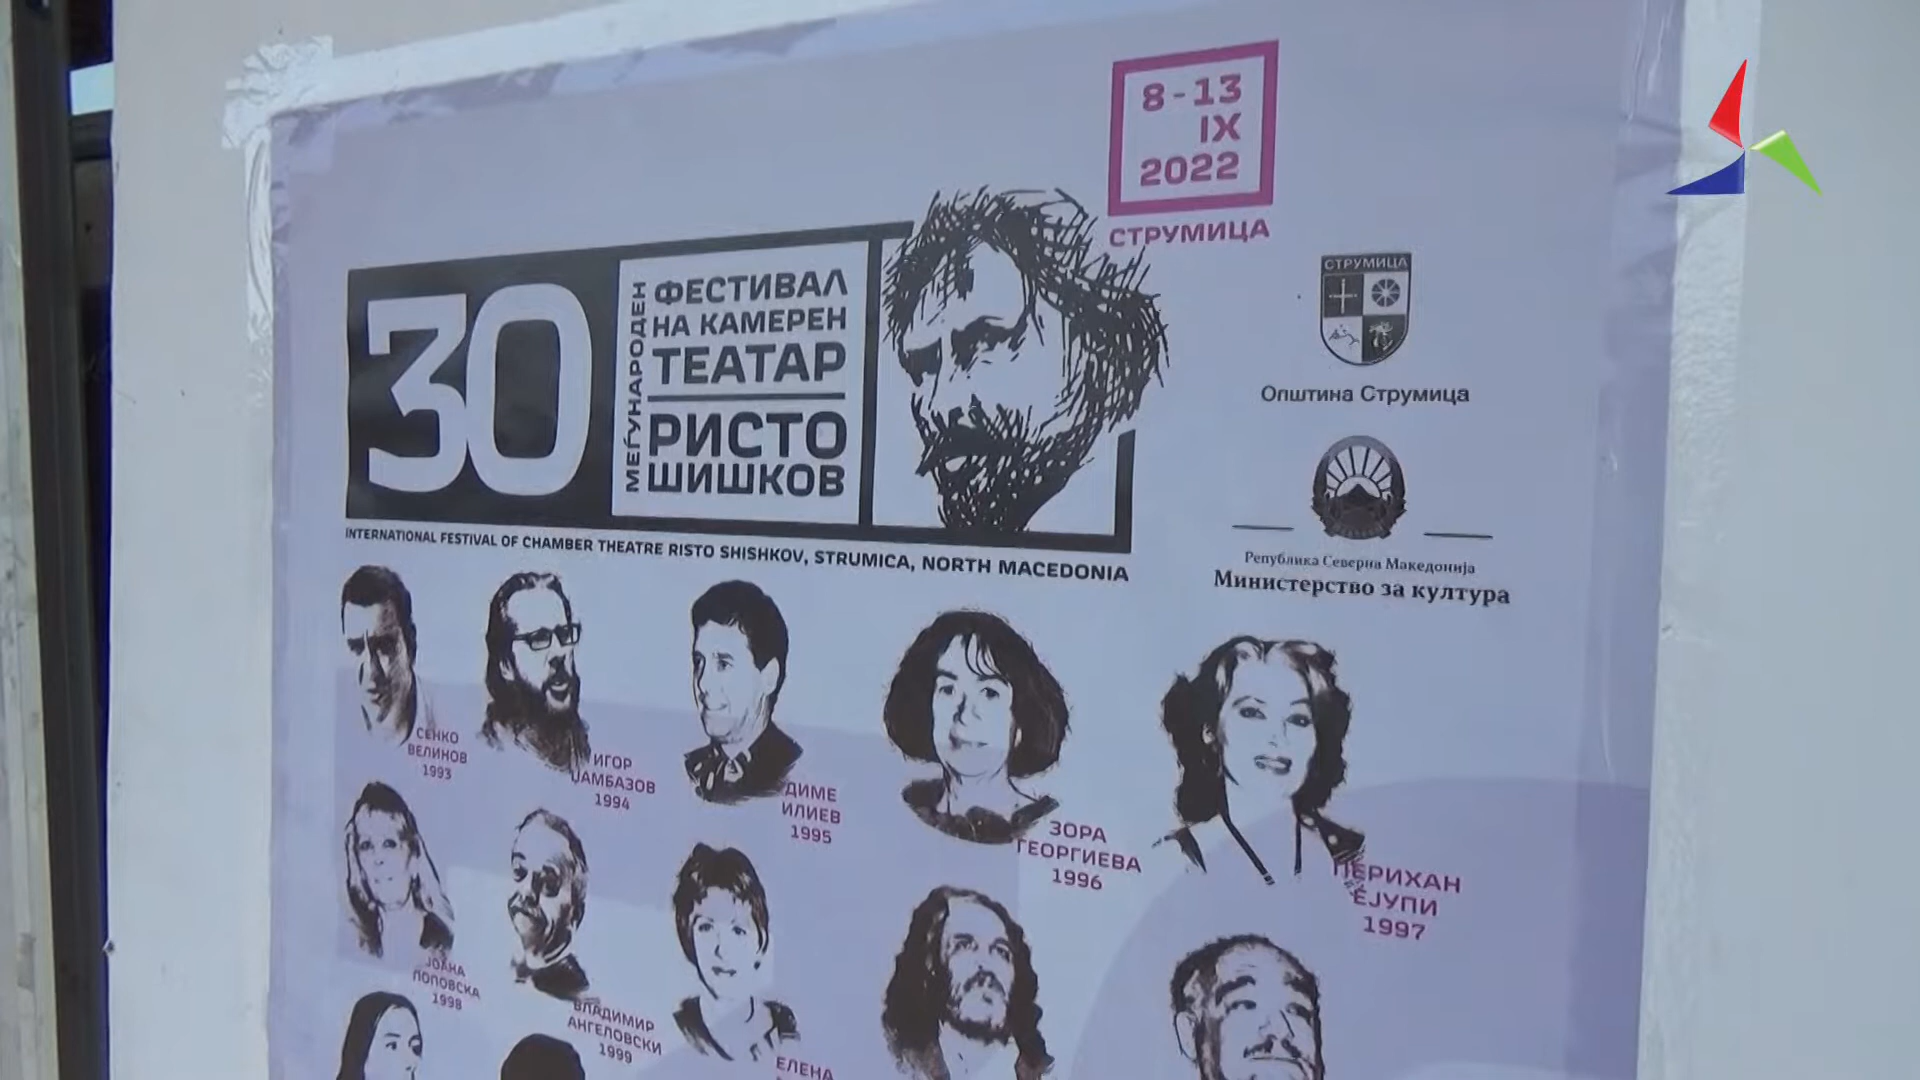 8 - 13
IX
2022
СТРУМИЦА
30
МЕЃУНАРОДЕН
ФЕСТИВАЛ
НА КАМЕРЕН
ТЕАТАР
РИСТО
ШИШКОВ
INTERNATIONAL FESTIVAL OF CHAMBER THEATRE RISTO SHISHKOV, STRUMICA, NORTH MACEDONIA
СТРУМИЦА
Општина Струмица
Република Северна Македонија
Министерство за култура
СЕНКО
ВЕЛИНОВ
1993
ИГОР
ЏАМБАЗОВ
1994
ДИМЕ
ИЛИЕВ
1995
ЗОРА
ГЕОРГИЕВА
1996
ПЕРИХАН
ЕЈУПИ
1997
ЈОАНА
ПОПОВСКА
1998
ВЛАДИМИР
АНГЕЛОВСКИ
1999
ЕЛЕНА